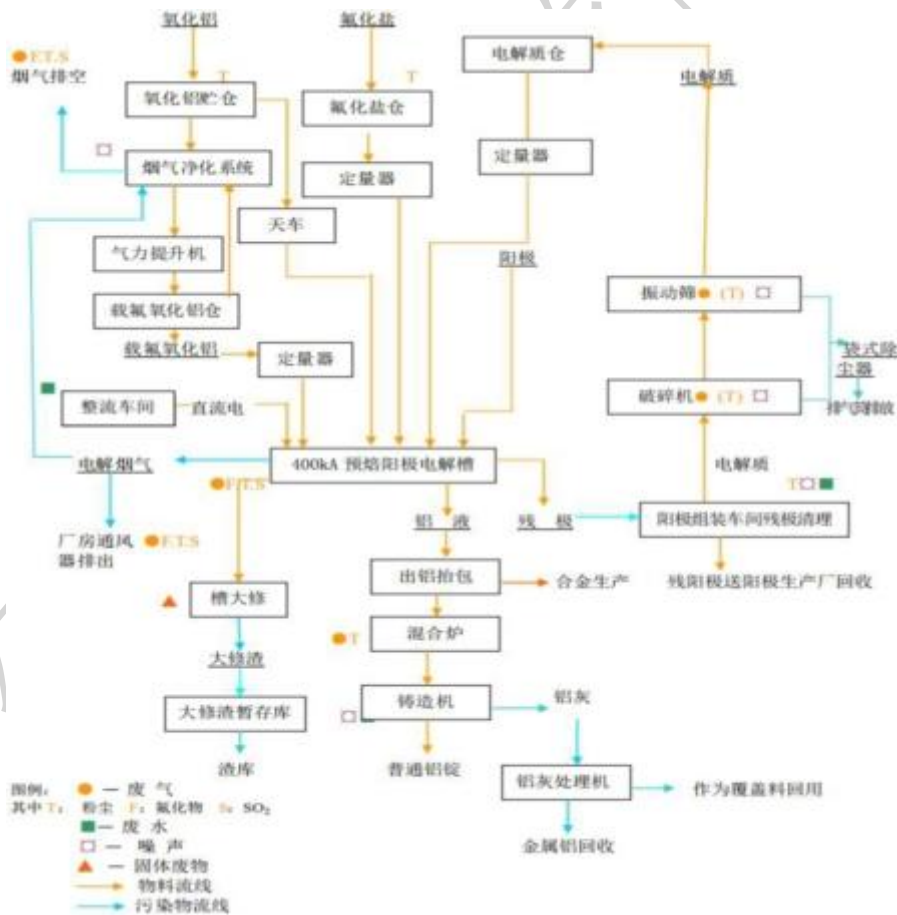 氧化铝
氟化盐
F.T.S
烟气排空
电解质仓
电解质
T
T
氧化铝贮仓
氟化盐仓
定量器
烟气净化系统
定量器
天车
气力提升机
阳极
振动筛 (T)
载氟氧化铝仓
载氟氧化铝
定量器
袋式除
尘器
整流车间
直流电
破碎机 (T)
电解烟气
400kA 预焙阳极电解槽
电解质
F.T.S
T
铝 液
残 极
阳极组装车间残极清理
厂房通风 F.T.S
器排出
出铝抬包
合金生产
残阳极送阳极生产厂回收
槽大修
T
混合炉
大修渣
铸造机
铝灰
大修渣暂存库
渣库
普通铝锭
铝灰处理机
作为覆盖料回用
金属铝回收
图例：
— 废 气
其中 T: 粉尘 F: 氟化物 S: SO₂
— 废 水
— 噪 声
— 固体废物
物料流线
污染物流线